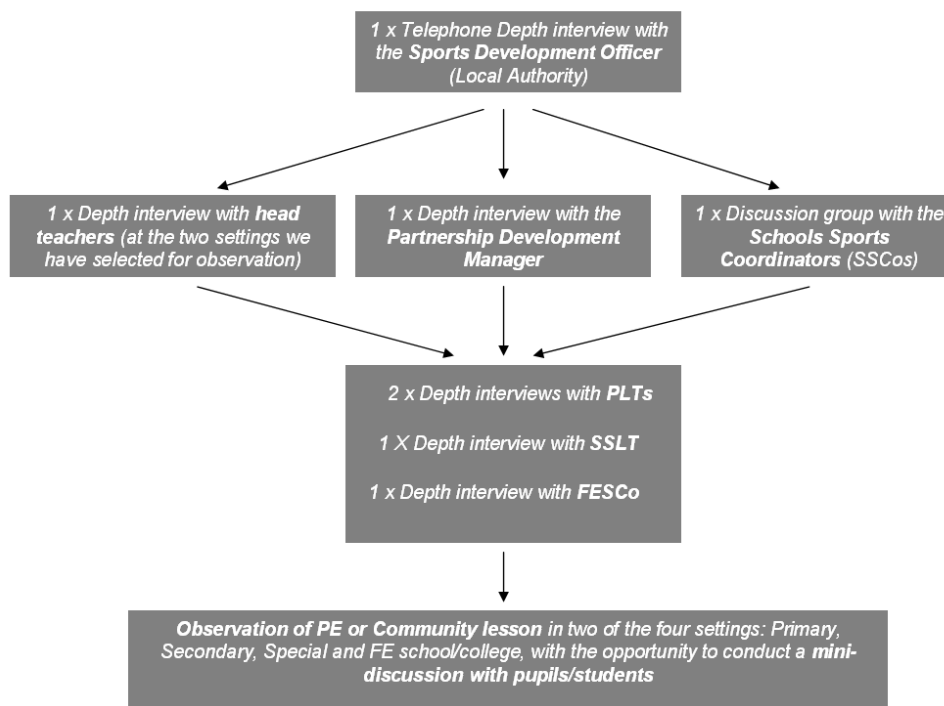 1 x Telephone Depth interview with
the Sports Development Officer
(Local Authority)
1 x Depth interview with head
teachers (at the two settings we
have selected for observation)
1 x Depth interview with the
Partnership Development
Manager
1 x Discussion group with the
Schools Sports
Coordinators (SSCos)
2 x Depth interviews with PLTs
1 X Depth interview with SSLT
1 x Depth interview with FESCo
Observation of PE or Community lesson in two of the four settings: Primary,
Secondary, Special and FE school/college, with the opportunity to conduct a mini-
discussion with pupils/students